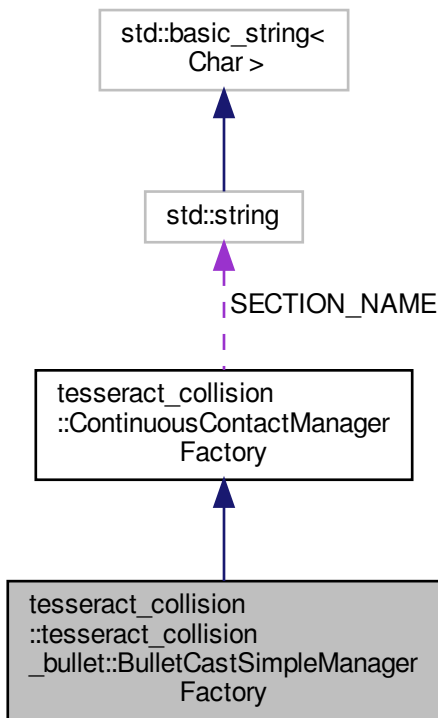 std::basic_string<
Char >
std::string
SECTION_NAME
tesseract_collision
::ContinuousContactManager
Factory
tesseract_collision
::tesseract_collision
_bullet::BulletCastSimpleManager
Factory